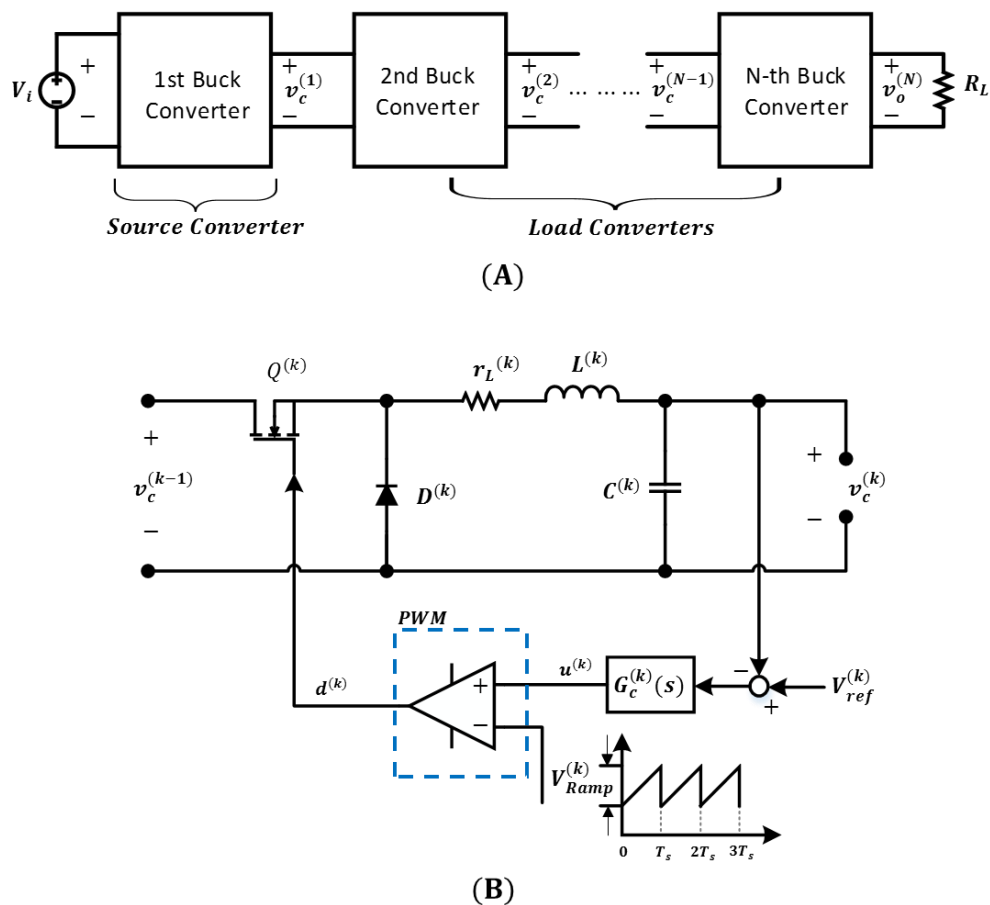 V_i
+
−
1st Buck
Converter
+
v_c^(1)
−
2nd Buck
Converter
+
v_c^(2)
−
... ... ...
+
v_c^(N−1)
−
N-th Buck
Converter
+
v_o^(N)
−
R_L
Source Converter
Load Converters
(A)
Q^(k)
r_L^(k)
L^(k)
+
v_c^(k−1)
−
D^(k)
C^(k)
+
v_c^(k)
−
PWM
d^(k)
+
−
u^(k)
G_c^(k)(s)
−
+
V_ref^(k)
V_Ramp^(k)
0 T_s 2T_s 3T_s
(B)